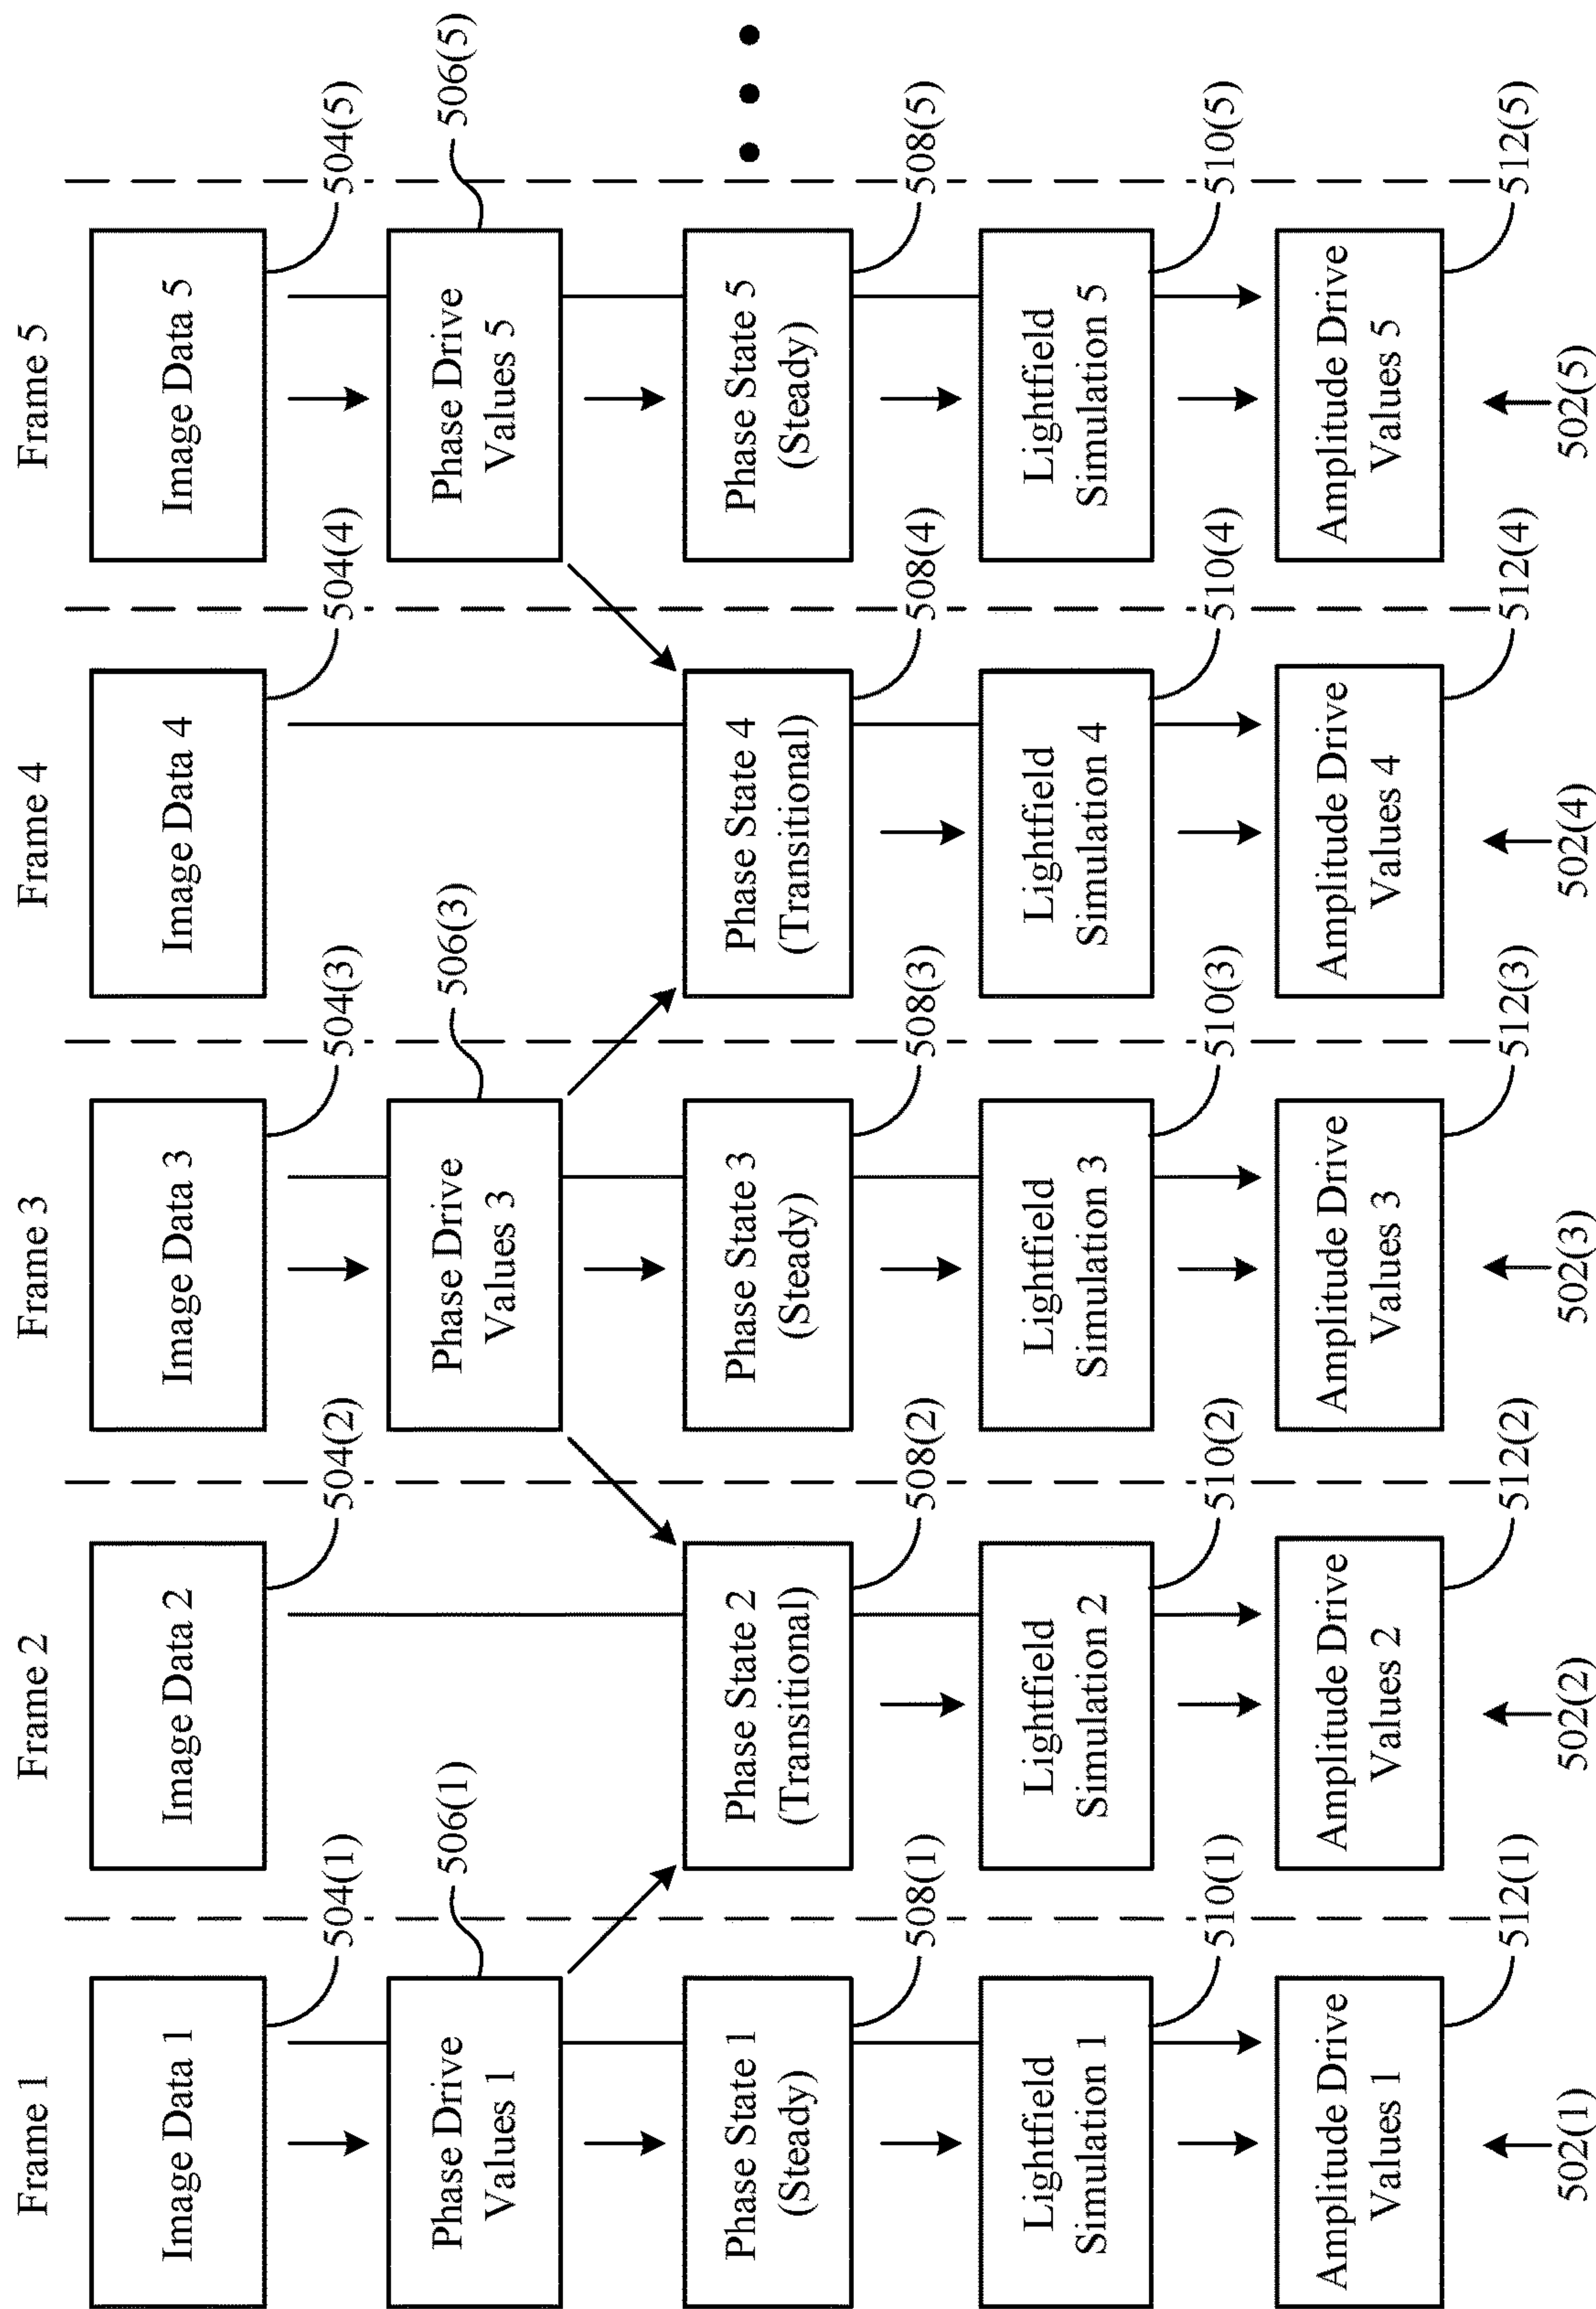 Frame 1
Frame 2
Frame 3
Frame 4
Frame 5
Image Data 1
Image Data 2
Image Data 3
Image Data 4
Image Data 5
504(1)
504(2)
504(3)
504(4)
504(5)
Phase Drive
Values 1
Phase Drive
Values 3
Phase Drive
Values 5
506(1)
506(3)
506(5)
Phase State 1
(Steady)
Phase State 2
(Transitional)
Phase State 3
(Steady)
Phase State 4
(Transitional)
Phase State 5
(Steady)
508(1)
508(2)
508(3)
508(4)
508(5)
Lightfield
Simulation 1
Lightfield
Simulation 2
Lightfield
Simulation 3
Lightfield
Simulation 4
Lightfield
Simulation 5
510(1)
510(2)
510(3)
510(4)
510(5)
Amplitude Drive
Values 1
Amplitude Drive
Values 2
Amplitude Drive
Values 3
Amplitude Drive
Values 4
Amplitude Drive
Values 5
512(1)
512(2)
512(3)
512(4)
512(5)
502(1)
502(2)
502(3)
502(4)
502(5)